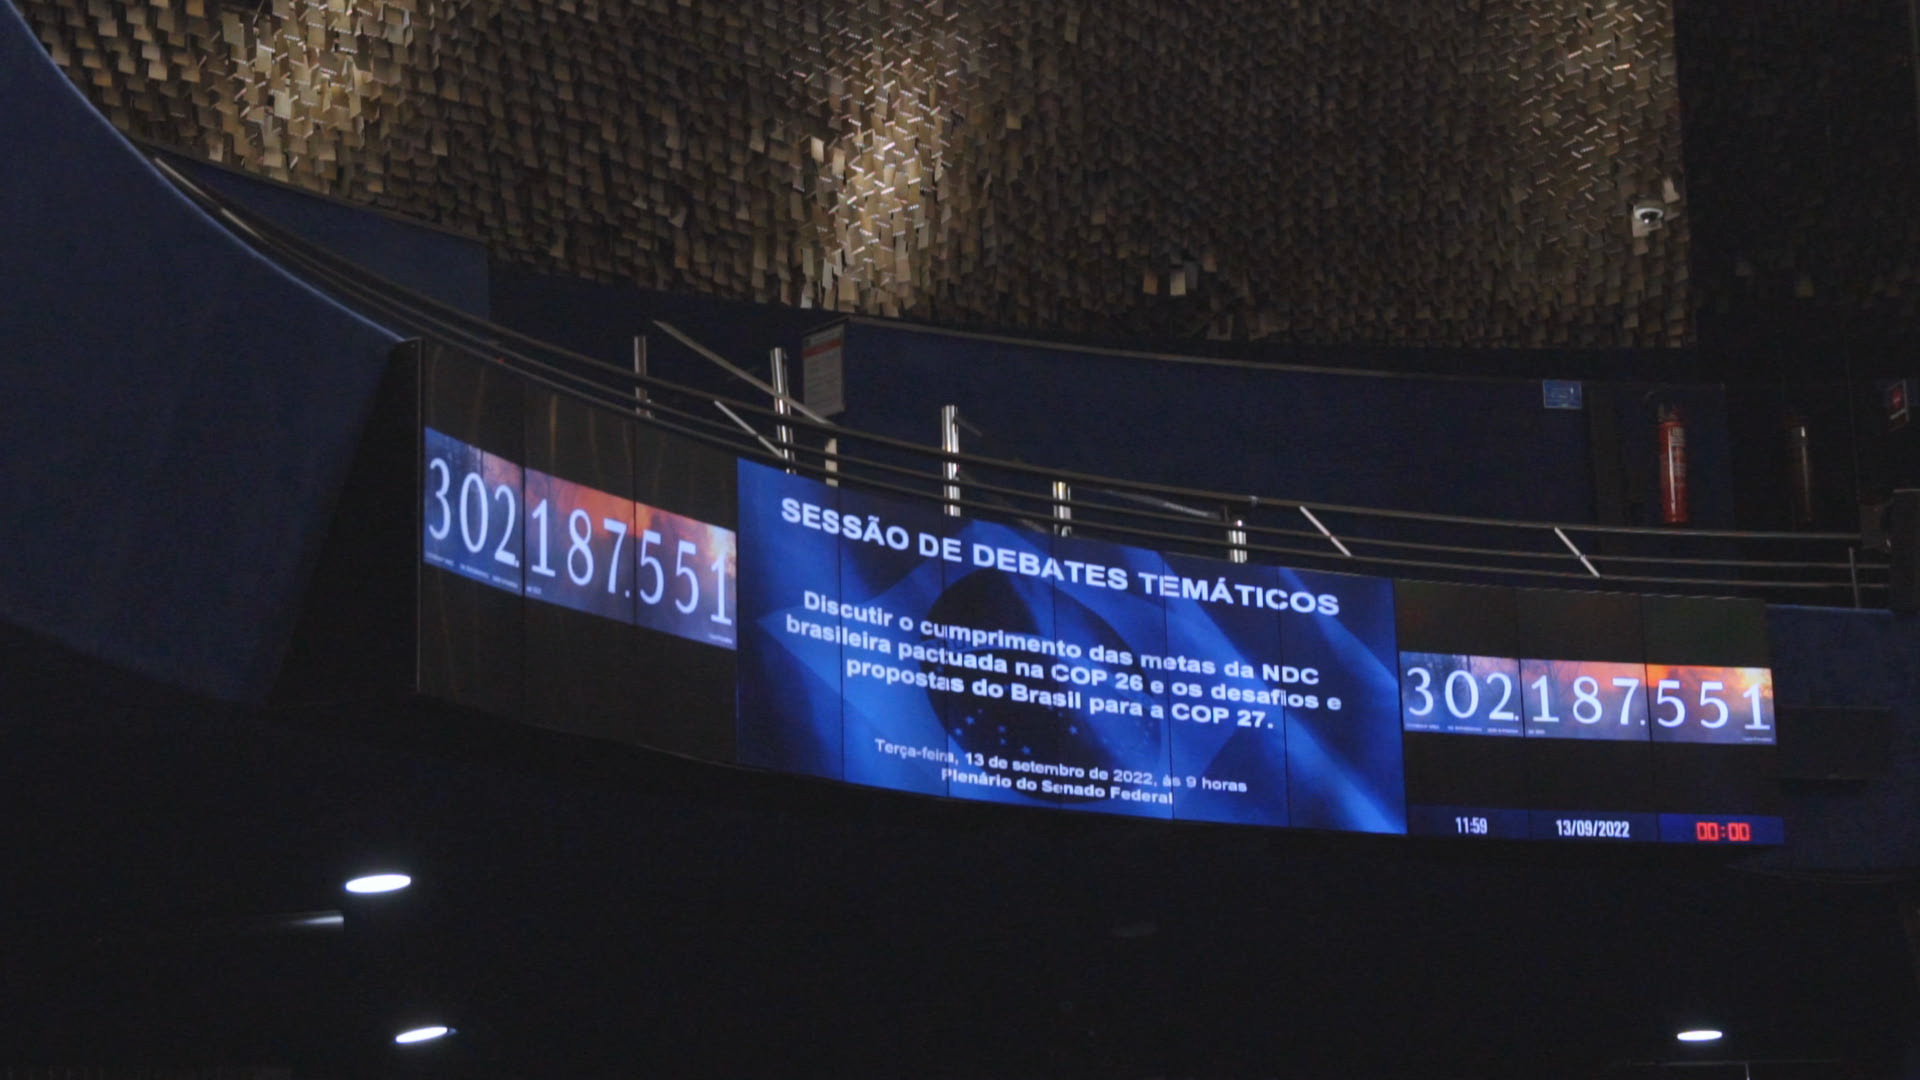 302.187.551
SESSÃO DE DEBATES TEMÁTICOS
Discutir o cumprimento das metas da NDC
brasileira pactuada na COP 26 e os desafios e
propostas do Brasil para a COP 27.
Terça-feira, 13 de setembro de 2022, às 9 horas
Plenário do Senado Federal
302.187.551
11:59 13/09/2022 00:00